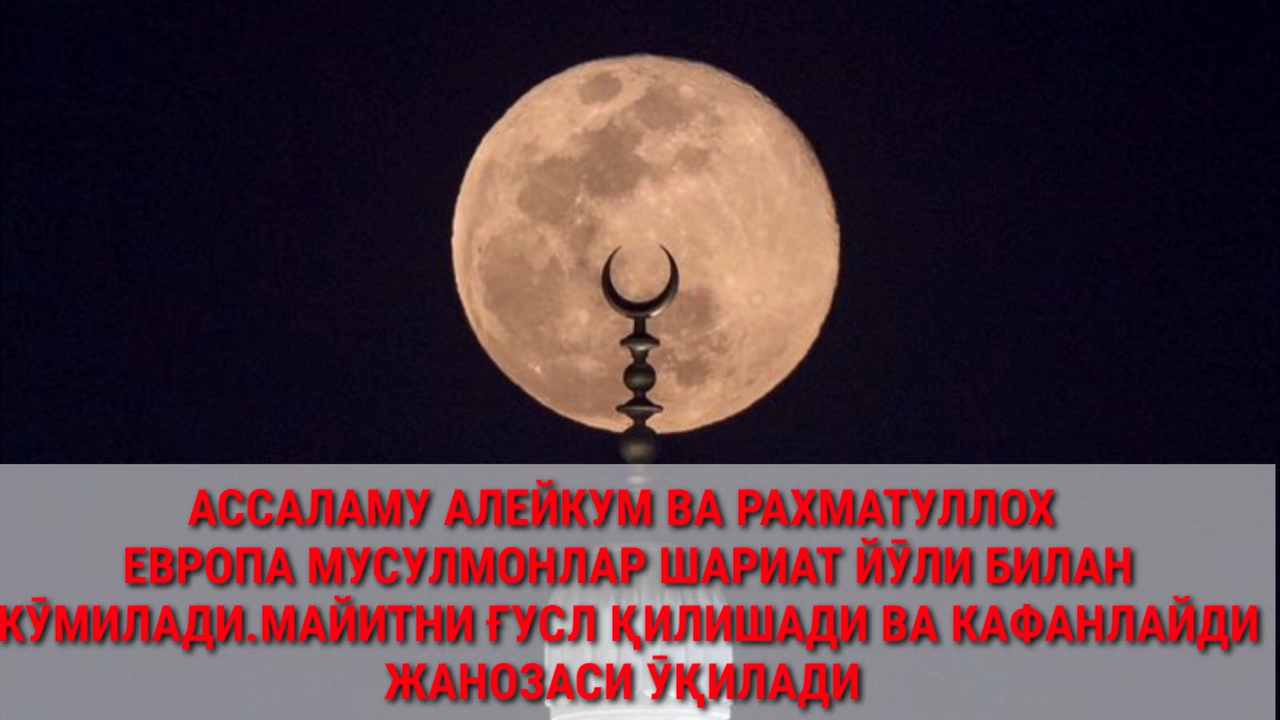 АССАЛАМУ АЛЕЙКУМ ВА РАХМАТУЛЛОХ
ЕВРОПА МУСУЛМОНЛАР ШАРИАТ ЙЎЛИ БИЛАН
КЎМИЛАДИ.МАЙИТНИ ҒУСЛ ҚИЛИШАДИ ВА КАФАНЛАЙДИ
ЖАНОЗАСИ ЎҚИЛАДИ